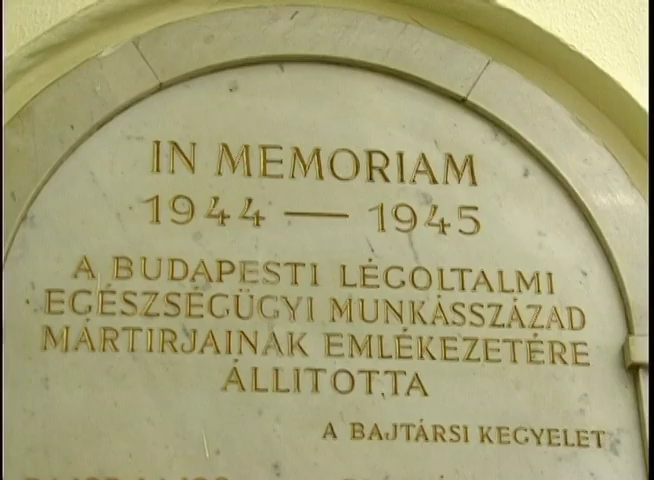 IN MEMORIAM
1944 — 1945
A BUDAPESTI LÉGOLTALMI
EGÉSZSÉGÜGYI MUNKÁSSZÁZAD
MÁRTIRJAINAK EMLÉKEZETÉRE
ÁLLITOTTA
A BAJTÁRSI KEGYELET